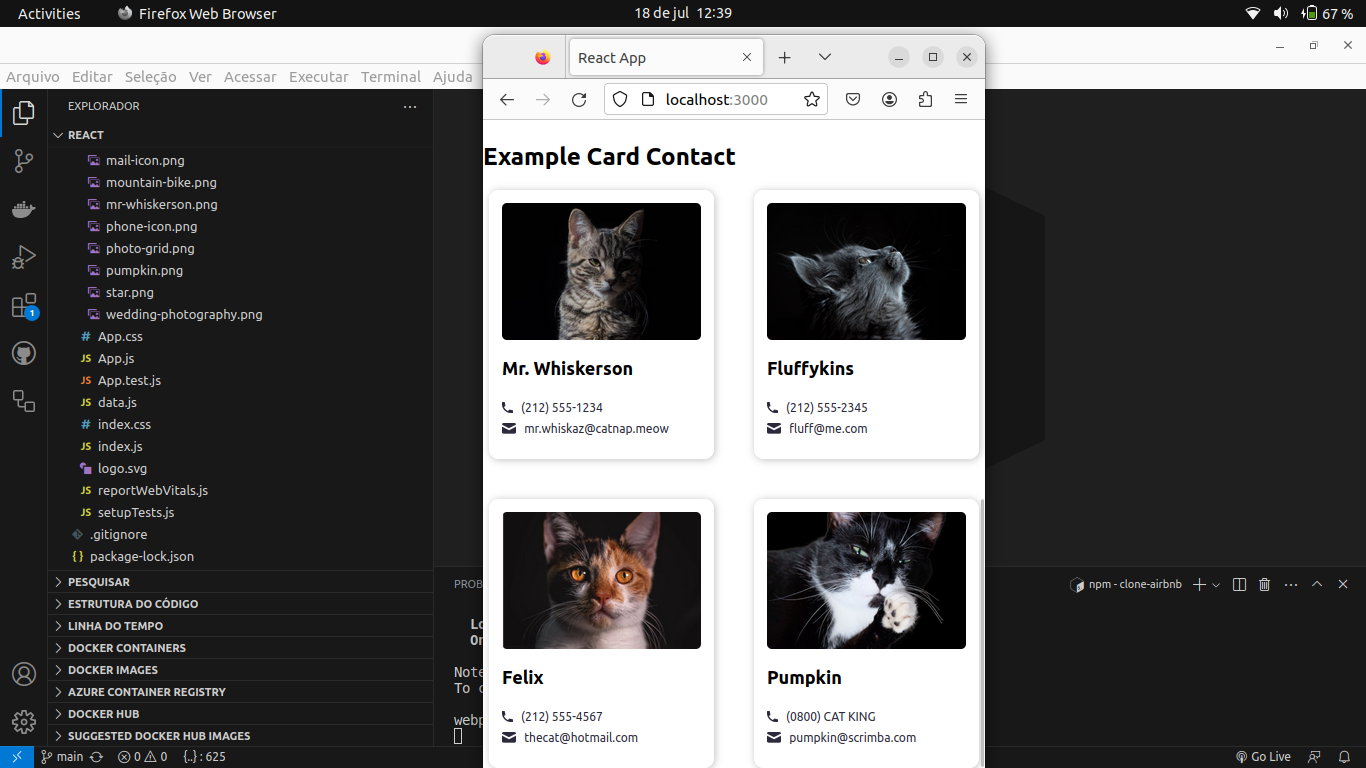 Activities Firefox Web Browser 18 de jul 12:39 67 %
Arquivo Editar Seleção Ver Acessar Executar Terminal Ajuda
EXPLORADOR
REACT
mail-icon.png
mountain-bike.png
mr-whiskerson.png
phone-icon.png
photo-grid.png
pumpkin.png
star.png
wedding-photography.png
# App.css
JS App.js
JS App.test.js
JS data.js
# index.css
JS index.js
logo.svg
JS reportWebVitals.js
JS setupTests.js
.gitignore
{} package-lock.json
PESQUISAR
ESTRUTURA DO CÓDIGO
LINHA DO TEMPO
DOCKER CONTAINERS
DOCKER IMAGES
AZURE CONTAINER REGISTRY
DOCKER HUB
SUGGESTED DOCKER HUB IMAGES
1
React App
localhost:3000
Example Card Contact
Mr. Whiskerson
(212) 555-1234
mr.whiskaz@catnap.meow
Fluffykins
(212) 555-2345
fluff@me.com
Felix
(212) 555-4567
thecat@hotmail.com
Pumpkin
(0800) CAT KING
pumpkin@scrimba.com
npm - clone-airbnb
Note
To
main 0 0 {..} : 625 Go Live